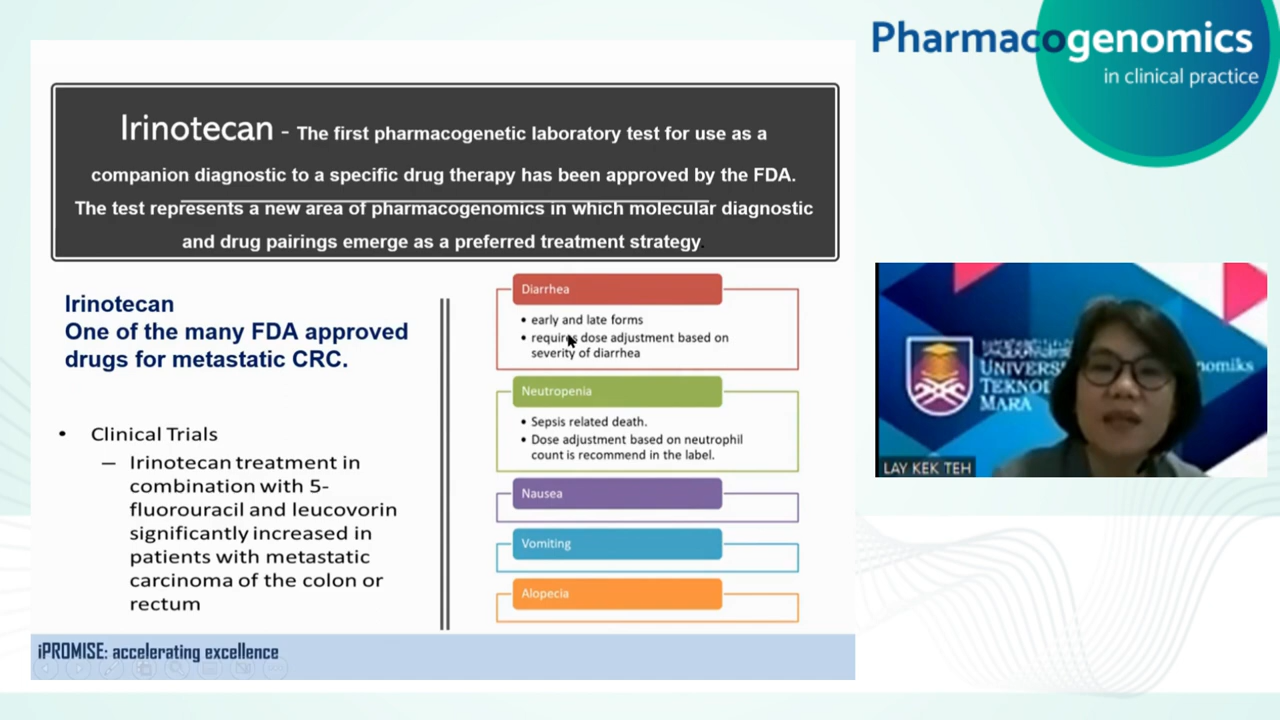 Pharmacogenomics
in clinical practice
Irinotecan - The first pharmacogenetic laboratory test for use as a
companion diagnostic to a specific drug therapy has been approved by the FDA.
The test represents a new area of pharmacogenomics in which molecular diagnostic
and drug pairings emerge as a preferred treatment strategy.
Irinotecan
One of the many FDA approved
drugs for metastatic CRC.
• Clinical Trials
– Irinotecan treatment in
combination with 5-
fluorouracil and leucovorin
significantly increased in
patients with metastatic
carcinoma of the colon or
rectum
Diarrhea
• early and late forms
• requires dose adjustment based on
severity of diarrhea
Neutropenia
• Sepsis related death.
• Dose adjustment based on neutrophil
count is recommend in the label.
Nausea
Vomiting
Alopecia
iPROMISE: accelerating excellence
UNIVERS
TEKNOL
MARA
nomiks
LAY KEK TEH